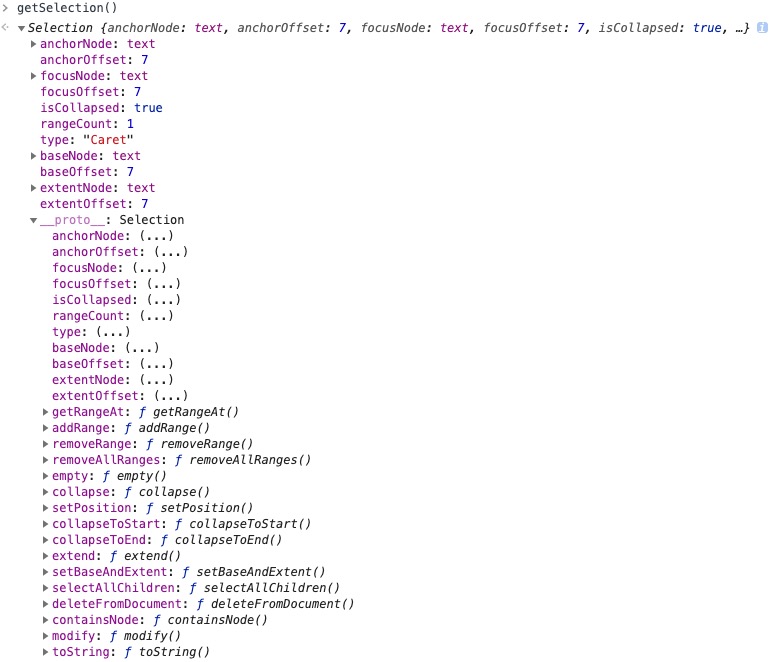 > getSelection()
Selection {anchorNode: text, anchorOffset: 7, focusNode: text, focusOffset: 7, isCollapsed: true, …} i
anchorNode: text
anchorOffset: 7
focusNode: text
focusOffset: 7
isCollapsed: true
rangeCount: 1
type: "Caret"
baseNode: text
baseOffset: 7
extentNode: text
extentOffset: 7
__proto__: Selection
anchorNode: (...)
anchorOffset: (...)
focusNode: (...)
focusOffset: (...)
isCollapsed: (...)
rangeCount: (...)
type: (...)
baseNode: (...)
baseOffset: (...)
extentNode: (...)
extentOffset: (...)
getRangeAt: ƒ getRangeAt()
addRange: ƒ addRange()
removeRange: ƒ removeRange()
removeAllRanges: ƒ removeAllRanges()
empty: ƒ empty()
collapse: ƒ collapse()
setPosition: ƒ setPosition()
collapseToStart: ƒ collapseToStart()
collapseToEnd: ƒ collapseToEnd()
extend: ƒ extend()
setBaseAndExtent: ƒ setBaseAndExtent()
selectAllChildren: ƒ selectAllChildren()
deleteFromDocument: ƒ deleteFromDocument()
containsNode: ƒ containsNode()
modify: ƒ modify()
toString: ƒ toString()